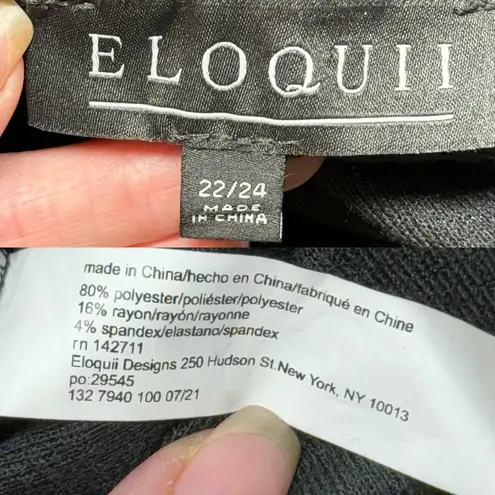 ELOQUII
22/24
MADE
IN CHINA
made in China/hecho en China/fabriqué en Chine
80% polyester/poliéster/polyester
16% rayon/rayón/rayonne
4% spandex/elastano/spandex
rn 142711
Eloquii Designs 250 Hudson St.New York, NY 10013
po:29545
132 7940 100 07/21